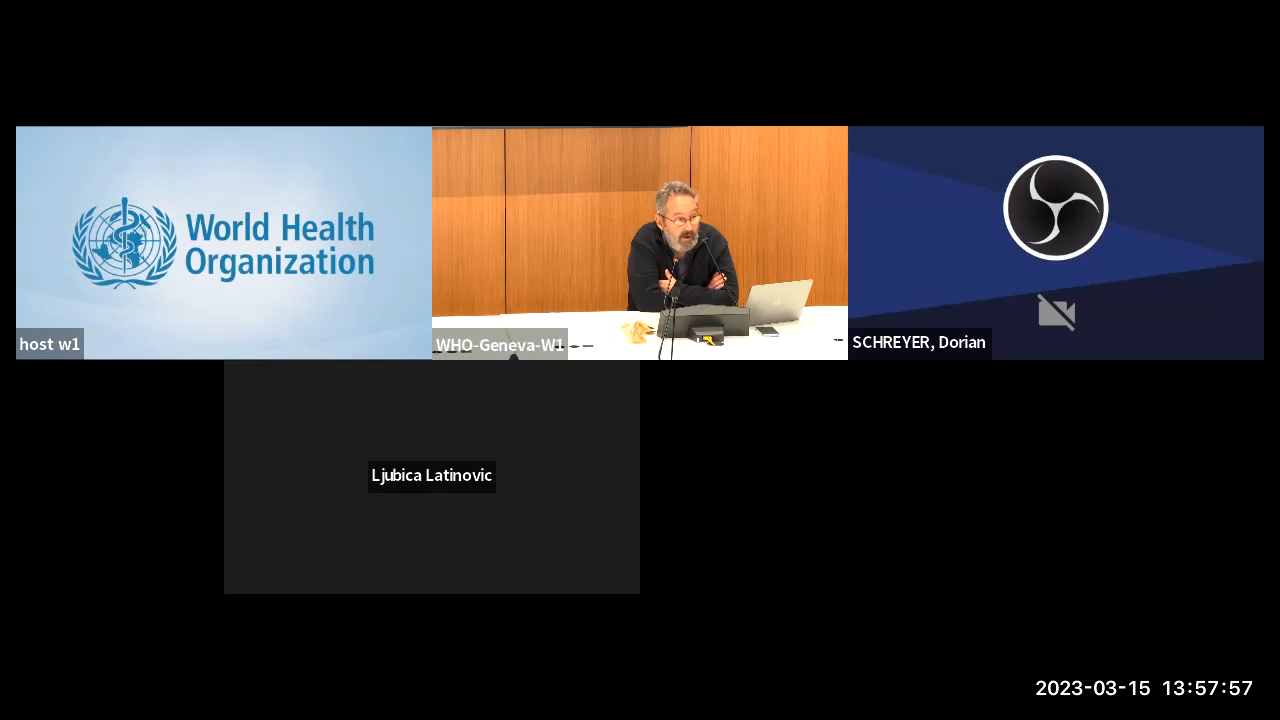 World Health
Organization
host w1
WHO-Geneva-W1
SCHREYER, Dorian
Ljubica Latinovic
2023-03-15 13:57:57